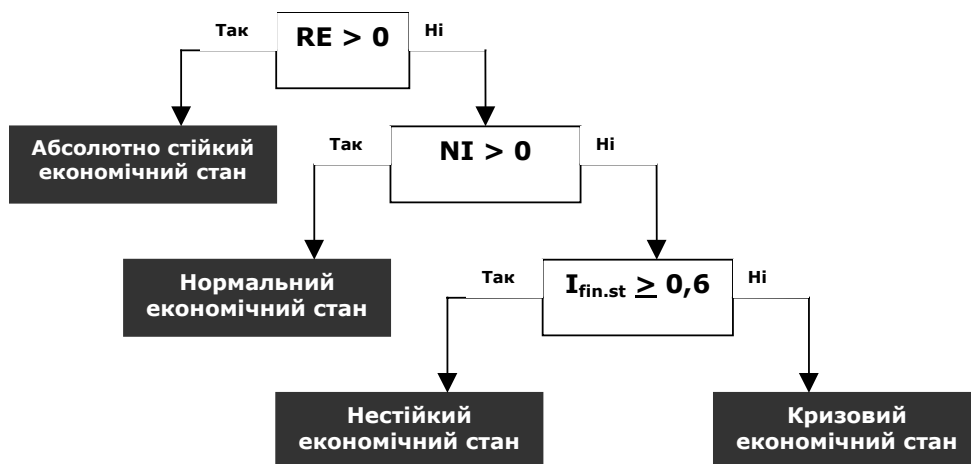 Так
RE > 0
Ні
Абсолютно стійкий
економічний стан
Так
NI > 0
Ні
Нормальний
економічний стан
Так
Ifin.st ≥ 0,6
Ні
Нестійкий
економічний стан
Кризовий
економічний стан